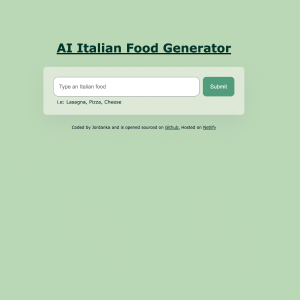 AI Italian Food Generator
Type an Italian food
Submit
i.e: Lasagna, Pizza, Cheese
Coded by Jordanka and is opened sourced on Github, Hosted on Netlify